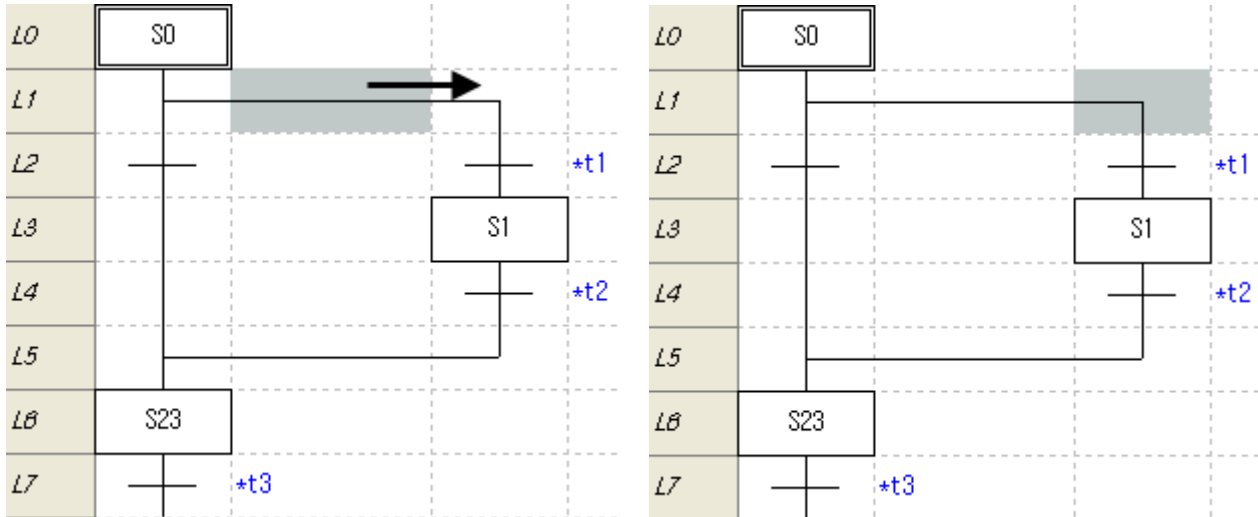 L0 S0
L1
L2 *t1
L3 S1
L4 *t2
L5
L6 S23
L7 *t3
L0 S0
L1
L2 *t1
L3 S1
L4 *t2
L5
L6 S23
L7 *t3